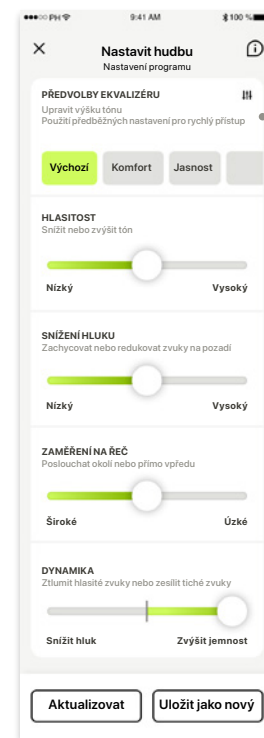 PH 9:41 AM 100 %
Nastavit hudbu
Nastavení programu
PŘEDVOLBY EKVALIZÉRU
Upravit výšku
tónu
Použití předběžných nastavení pro rychlý přístup
Výchozí Komfort Jasnost
HLASITOST
Snížit nebo zvýšit tón
Nízký Vysoký
SNÍŽENÍ HLUKU
Zachycovat nebo redukovat zvuky na pozadí
Nízký Vysoký
ZAMĚŘENÍ NA ŘEČ
Poslouchat okolí nebo přímo vpředu
Široké Úzké
DYNAMIKA
Ztlumit hlasité zvuky nebo zesílit tiché zvuky
Snížit hluk Zvýšit jemnost
Aktualizovat Uložit jako nový